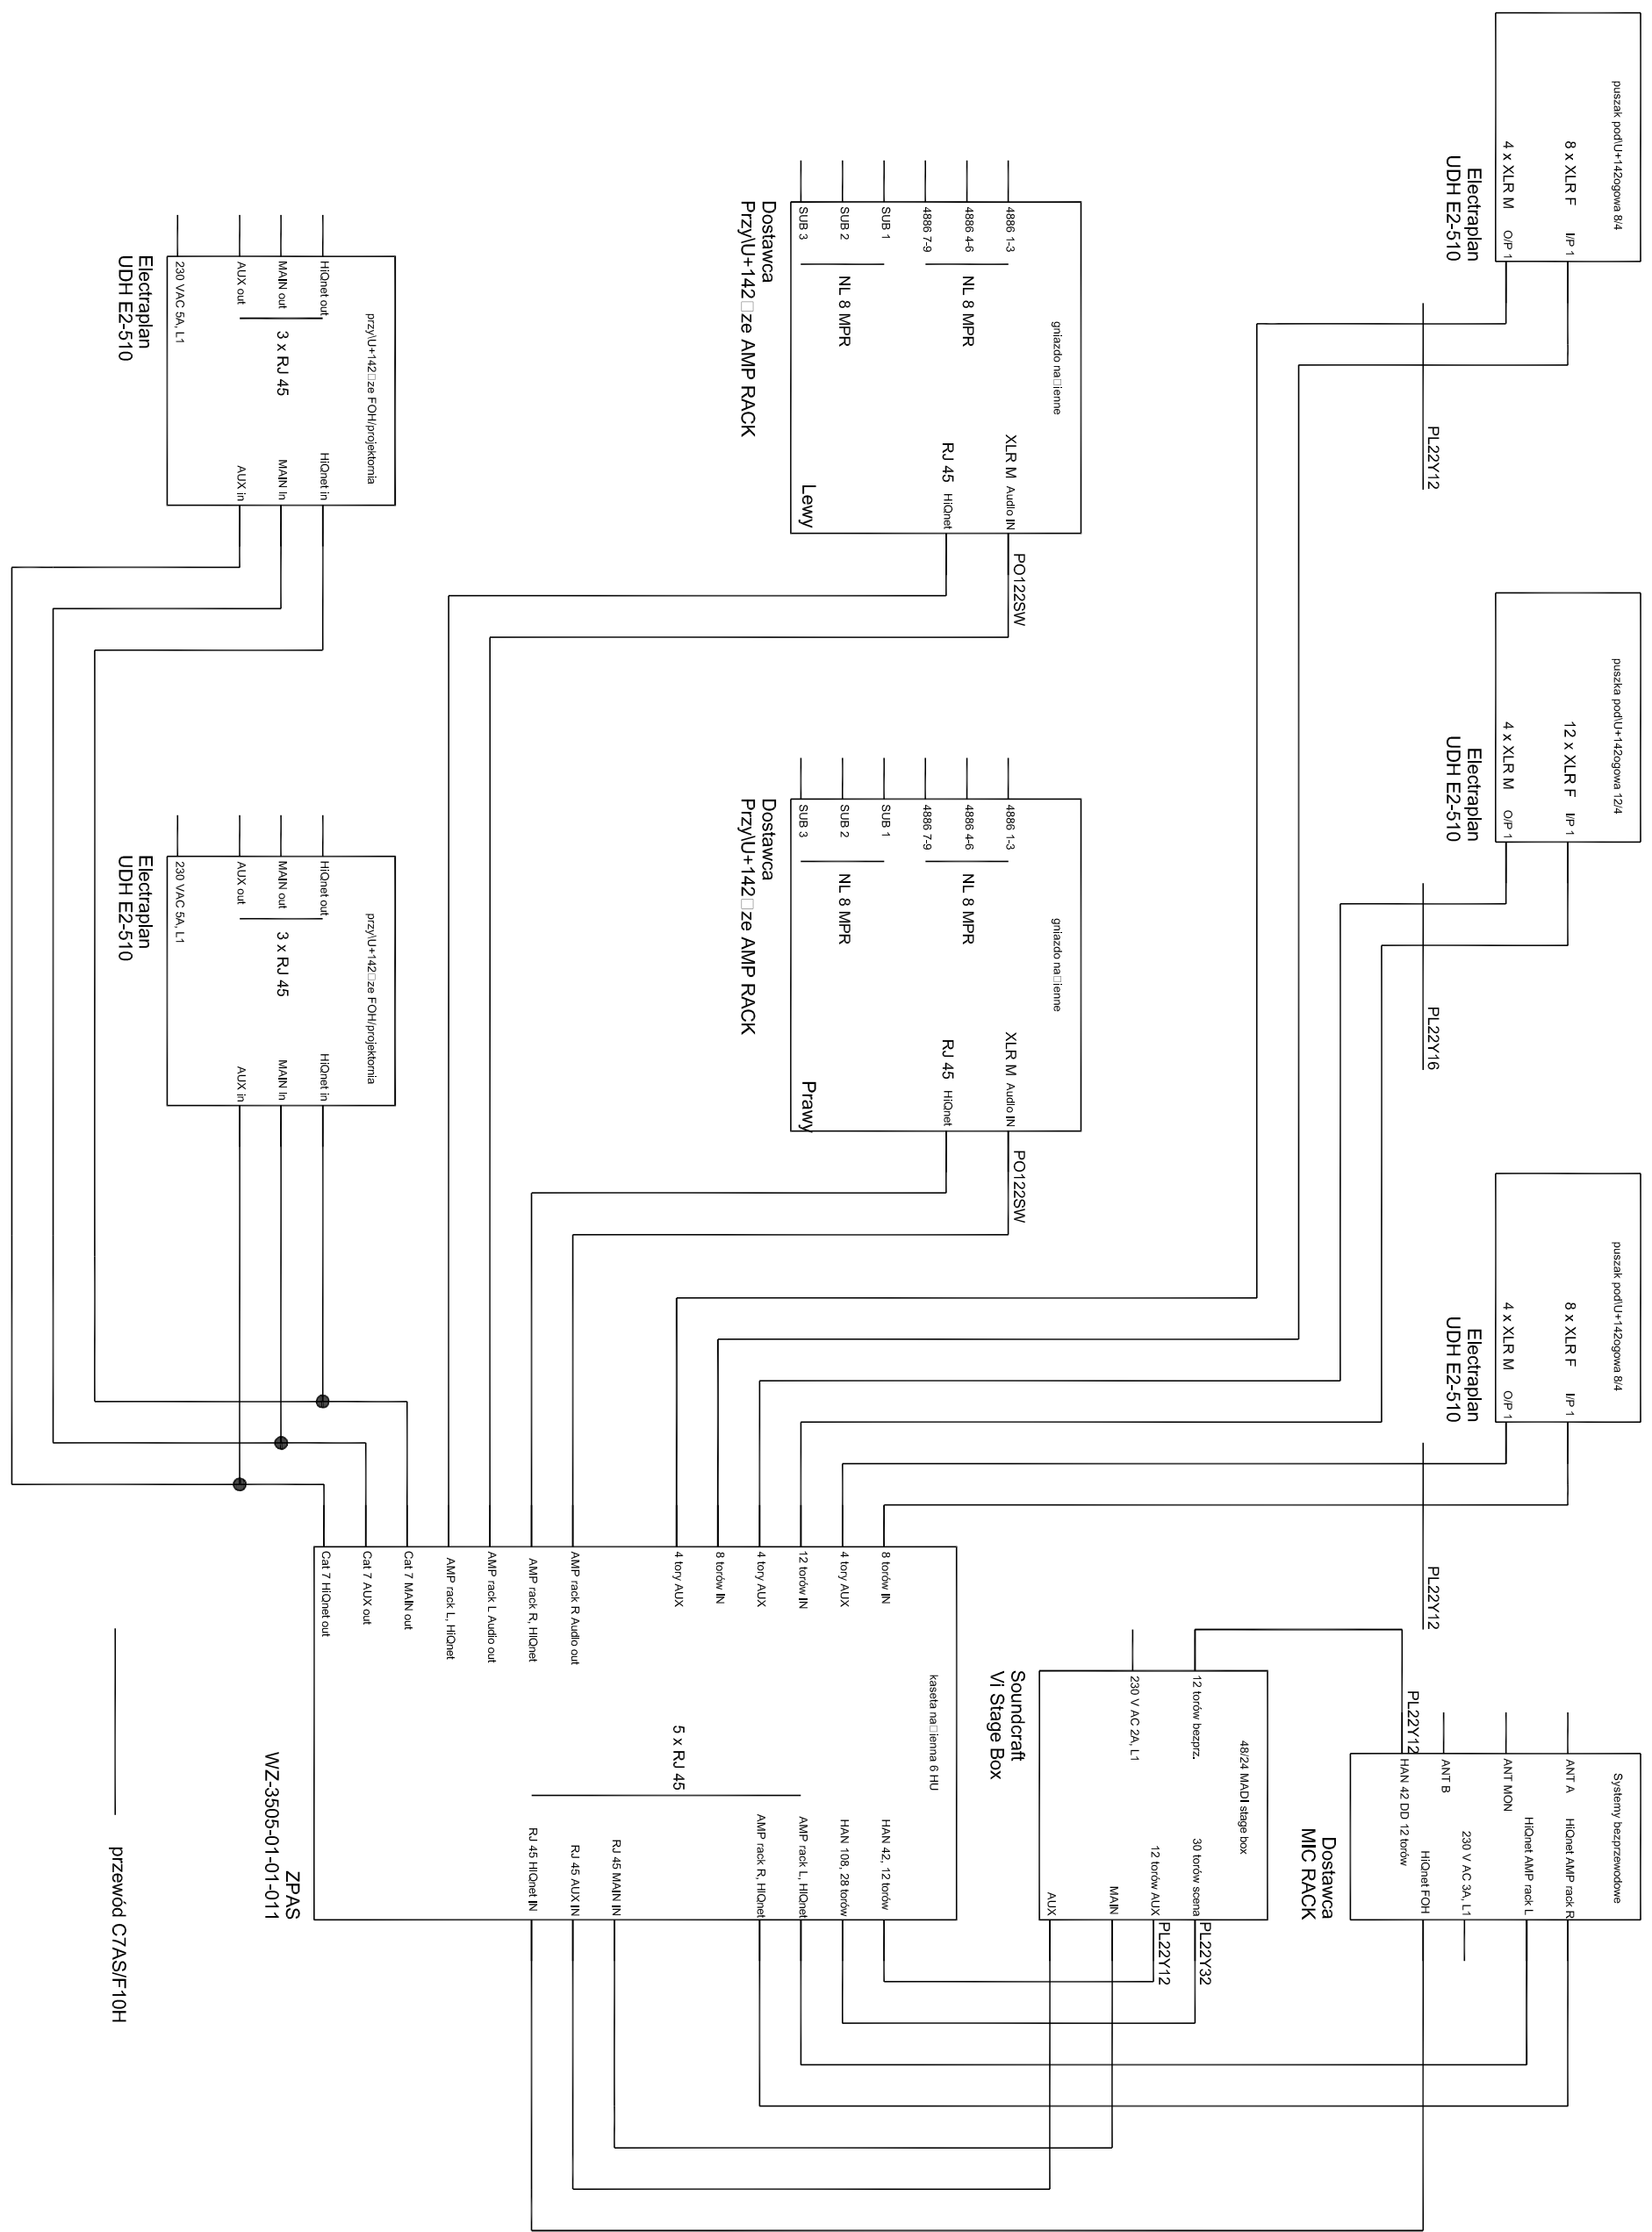 puszak pod\U+142ogowa 8/4
8 x XLR F I/P 1
4 x XLR M O/P 1
Electraplan
UDH E2-510
PL22Y12
puszka pod\U+142ogowa 12/4
12 x XLR F I/P 1
4 x XLR M O/P 1
Electraplan
UDH E2-510
PL22Y16
puszak pod\U+142ogowa 8/4
8 x XLR F I/P 1
4 x XLR M O/P 1
Electraplan
UDH E2-510
PL22Y12
Systemy bezprzewodowe
ANT A HiQnet AMP rack R
HiQnet AMP rack L
ANT MON
230 V AC 3A, L1
ANT B
HiQnet FOH
HAN 42 DD 12 torów
PL22Y12
Dostawca
MIC RACK
48/24 MADI stage box
12 torów bezprz.
30 torów scena
12 torów AUX
230 V AC 2A, L1
MAIN
AUX
PL22Y32
PL22Y12
Soundcraft
Vi Stage Box
gniazdo na□ienne
4886 1-3
4886 4-6
4886 7-9
NL 8 MPR
SUB 1
SUB 2
SUB 3
NL 8 MPR
XLR M Audio IN
RJ 45 HiQnet
Lewy
PO122SW
Dostawca
Przy\U+142□ze AMP RACK
gniazdo na□ienne
4886 1-3
4886 4-6
4886 7-9
NL 8 MPR
SUB 1
SUB 2
SUB 3
NL 8 MPR
XLR M Audio IN
RJ 45 HiQnet
Prawy
PO122SW
Dostawca
Przy\U+142□ze AMP RACK
kaseta na□ienna 6 HU
8 torów IN
4 tory AUX
12 torów IN
4 tory AUX
8 torów IN
4 tory AUX
AMP rack R Audio out
AMP rack R, HiQnet
AMP rack L Audio out
AMP rack L, HiQnet
Cat 7 MAIN out
Cat 7 AUX out
Cat 7 HiQnet out
5 x RJ 45
HAN 42, 12 torów
HAN 108, 28 torów
AMP rack L, HiQnet
AMP rack R, HiQnet
RJ 45 MAIN IN
RJ 45 AUX IN
RJ 45 HIQnet IN
ZPAS
WZ-3505-01-01-011
przy\U+142□ze FOH/projektornia
HiQnet out
MAIN out
AUX out
3 x RJ 45
230 VAC 5A, L1
HiQnet in
MAIN In
AUX in
Electraplan
UDH E2-510
przy\U+142□ze FOH/projektornia
HiQnet out
MAIN out
AUX out
3 x RJ 45
230 VAC 5A, L1
HiQnet in
MAIN In
AUX in
Electraplan
UDH E2-510
przewód C7AS/F10H